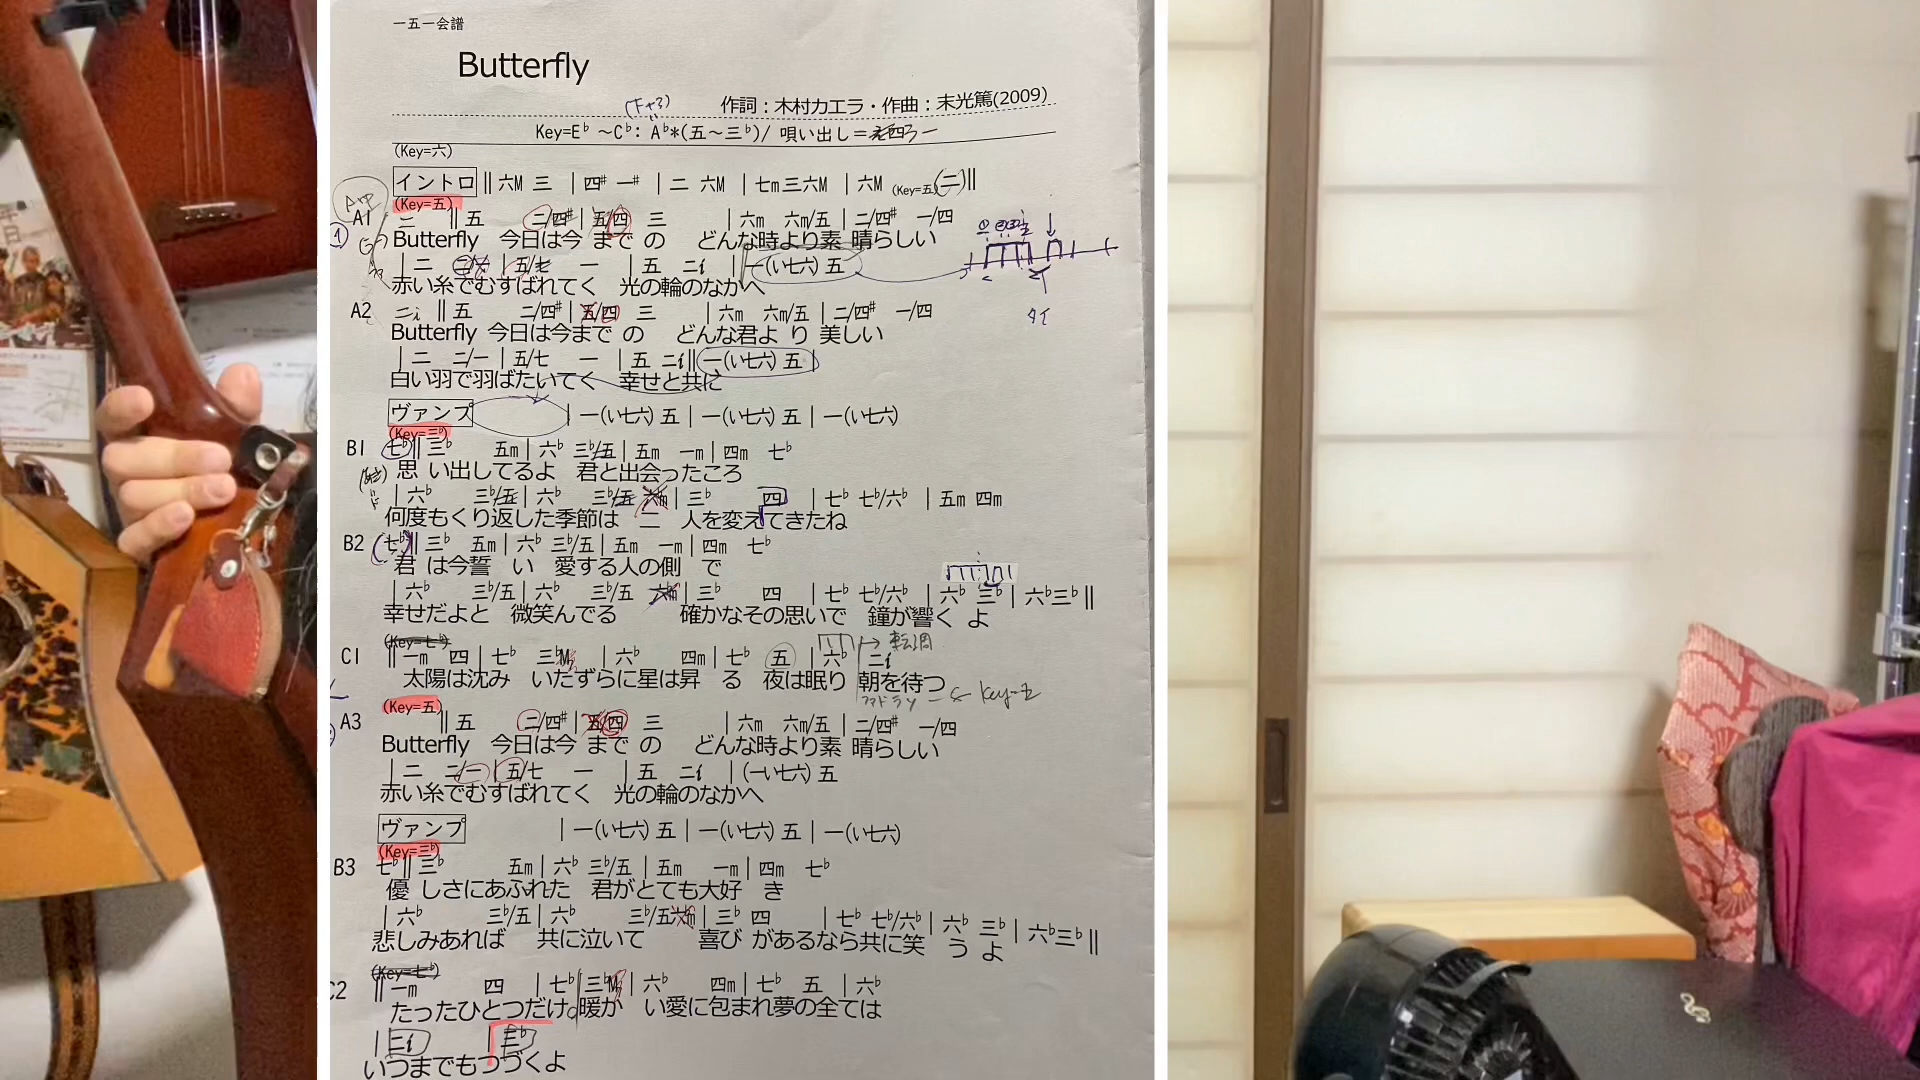 一五一会譜
Butterfly
作詞：木村カエラ・作曲：末光篤(2009)
Key=E♭ ～C♭: A♭*(五～三♭)/ 唄い出し＝
(Key=六)
イントロ ‖ 六M 三 | 四♯ 一♯ | 二 六M | 七m 三六M | 六M (Key=五)(二)‖
(Key=五)
A1 二 ‖ 五 二/四♯ | 五/四 三 | 六m 六m/五 | 二/四♯ 一/四
Butterfly 今日は今 まで の どんな時より素 晴らしい
| 二 | 五/七 一 | 五 二i | 一(い七六) 五
赤い糸でむすばれてく 光の輪のなかへ
A2 二i ‖ 五 二/四♯ | 五/四 三 | 六m 六m/五 | 二/四♯ 一/四
タイ
Butterfly 今日は今まで の どんな君よ り 美しい
| 二 二/一 | 五/七 一 | 五 二i ‖ 一(い七六) 五 |
白い羽で羽ばたいてく 幸せと共に
ヴァンプ | 一(い七六) 五 | 一(い七六) 五 | 一(い七六)
(Key=三♭)
B1 七♭ ‖ 三♭ 五m | 六♭ 三♭/五 | 五m 一m | 四m 七♭
思 い出してるよ 君と出会ったころ
| 六♭ 三♭/五 | 六♭ 三♭/五 六m | 三♭ 四 | 七♭ 七♭/六♭ | 五m 四m
何度もくり返した季節は 二 人を変えてきたね
B2 (七♭) ‖ 三♭ 五m | 六♭ 三♭/五 | 五m 一m | 四m 七♭
君 は今誓 い 愛する人の側 で
| 六♭ 三♭/五 | 六♭ 三♭/五 六m | 三♭ 四 | 七♭ 七♭/六♭ | 六♭ 三♭ | 六♭三♭ ‖
幸せだよと 微笑んでる 確かなその思いで 鐘が響く よ
(Key=七♭)
→ 転調
C1 ‖ 一m 四 | 七♭ 三♭M | 六♭ 四m | 七♭ 五 | 六♭ 二i
太陽は沈み いたずらに星は昇 る 夜は眠り 朝を待つ
(Key=五)
A3 ‖ 五 二/四♯ | 五/四 三 | 六m 六m/五 | 二/四♯ 一/四
Butterfly 今日は今 まで の どんな時より素 晴らしい
| 二 二/一 | 五/七 一 | 五 二i | (一い七六) 五
赤い糸でむすばれてく 光の輪のなかへ
ヴァンプ | 一(い七六) 五 | 一(い七六) 五 | 一(い七六)
(Key=三♭)
B3 七♭ ‖ 三♭ 五m | 六♭ 三♭/五 | 五m 一m | 四m 七♭
優 しさにあふれた 君がとても大好 き
| 六♭ 三♭/五 | 六♭ 三♭/五六m | 三♭ 四 | 七♭ 七♭/六♭ | 六♭ 三♭ | 六♭三♭ ‖
悲しみあれば 共に泣いて 喜び があるなら共に笑 う よ
(Key=七♭)
C2 ‖ 一m 四 | 七♭ | 三♭M | 六♭ 四m | 七♭ 五 | 六♭
たったひとつだけ。暖か い愛に包まれ夢の全ては
| 二i | 三♭
いつまでもつづくよ